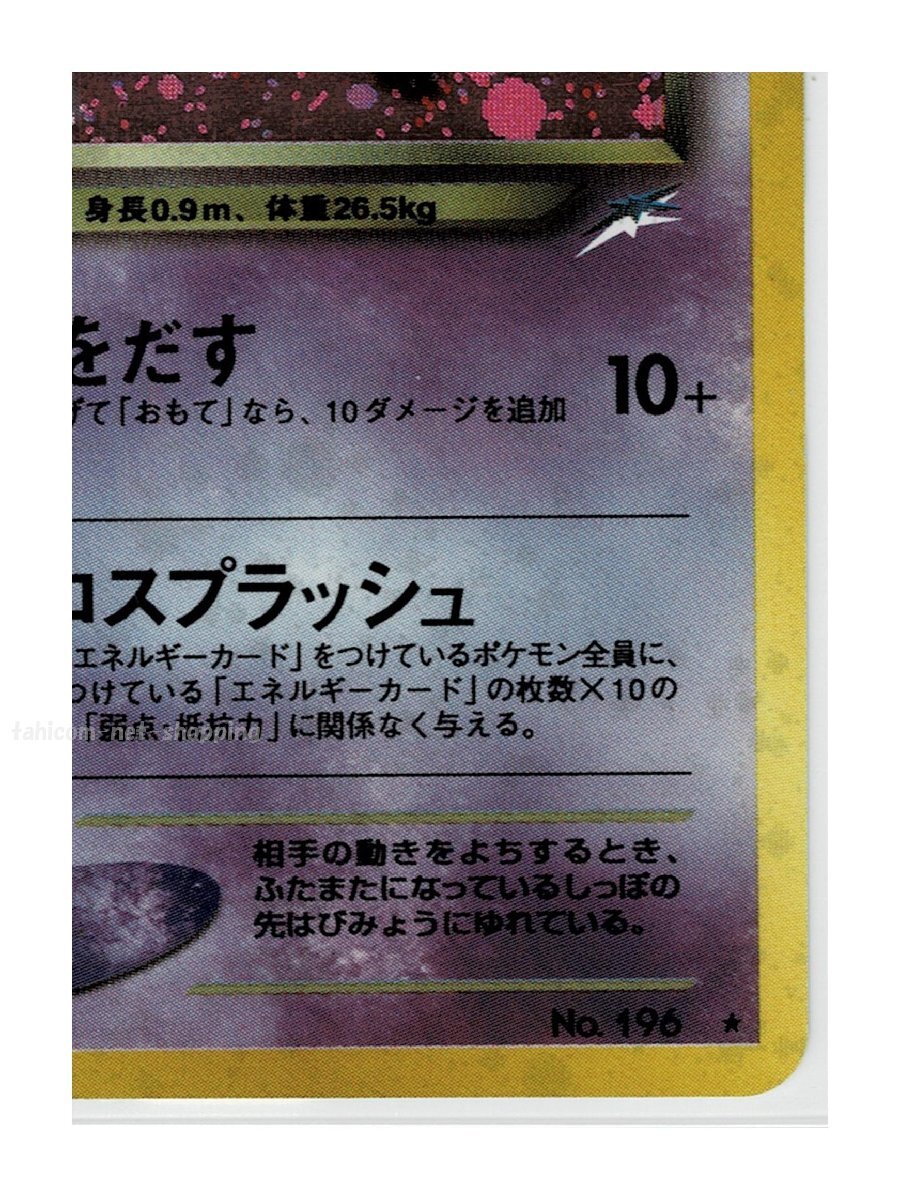 身長0.9m、体重26.5kg
をだす
10+
げて「おもて」なら、10ダメージを追加
コスプラッシュ
エネルギーカード」をつけているポケモン全員に、
つけている「エネルギーカード」の枚数×10の
「弱点・抵抗力」に関係なく与える。
tahicom-net- shopping
相手の動きをよちするとき、
ふたまたになっているしっぽの
先はびみょうにゆれている。
No. 196 ★